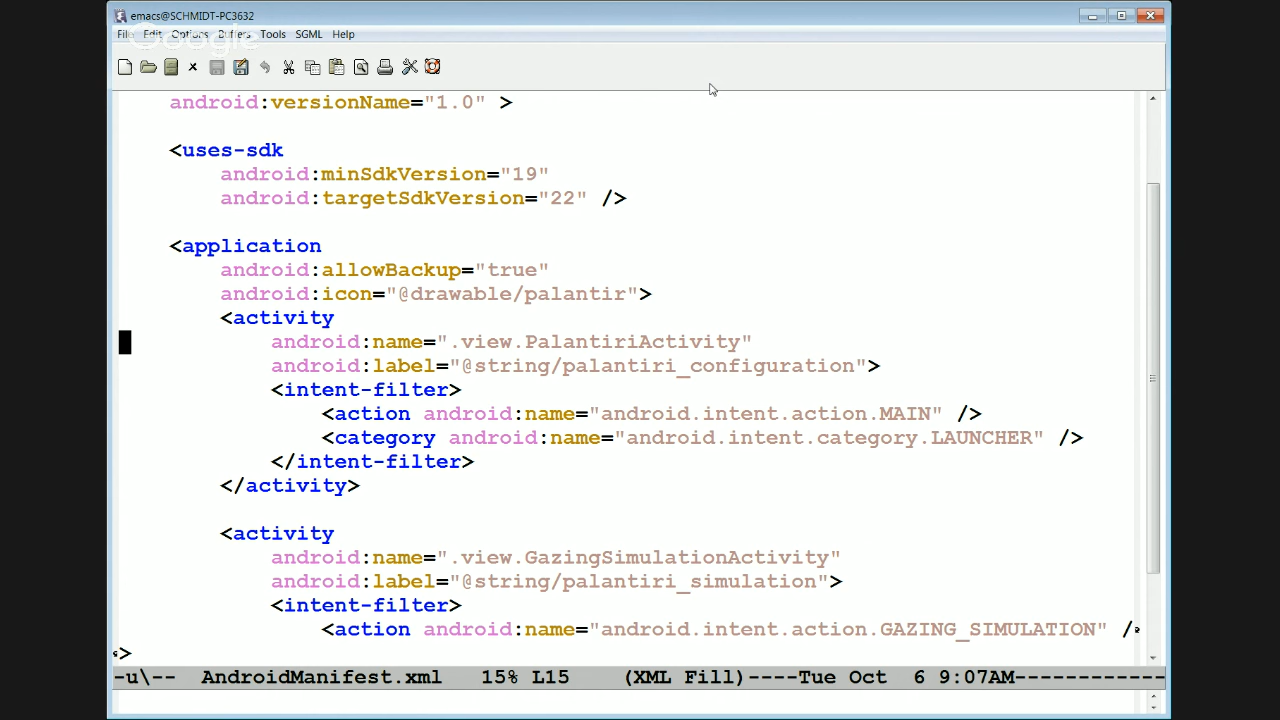 emacs@SCHMIDT-PC3632
File Edit Options Buffers Tools SGML Help
Google
android:versionName="1.0" >
<uses-sdk
android:minSdkVersion="19"
android:targetSdkVersion="22" />
<application
android:allowBackup="true"
android:icon="@drawable/palantir">
<activity
android:name=".view.PalantiriActivity"
android:label="@string/palantiri_configuration">
<intent-filter>
<action android:name="android.intent.action.MAIN" />
<category android:name="android.intent.category.LAUNCHER" />
</intent-filter>
</activity>
<activity
android:name=".view.GazingSimulationActivity"
android:label="@string/palantiri_simulation">
<intent-filter>
<action android:name="android.intent.action.GAZING_SIMULATION" /
>
-u\-- AndroidManifest.xml 15% L15 (XML Fill)----Tue Oct 6 9:07AM------------